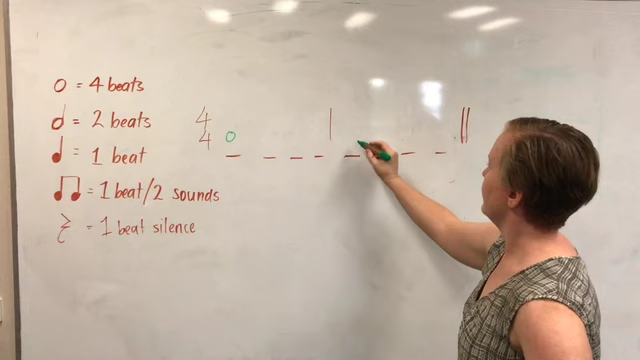 = 4 beats
= 2 beats
= 1 beat
= 1 beat/2 sounds
= 1 beat silence
4
4